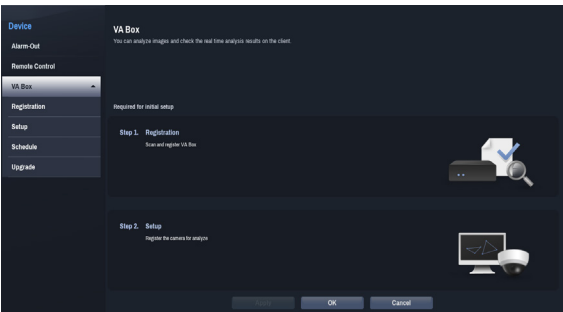 Device
Alarm-Out
Remote Control
VA Box
Registration
Setup
Schedule
Upgrade
VA Box
You can analyze images and check the real time analysis results on the client.
Required for initial setup
Step 1. Registration
Scan and register VA Box
Step 2. Setup
Register the camera for analyze
Apply
OK
Cancel